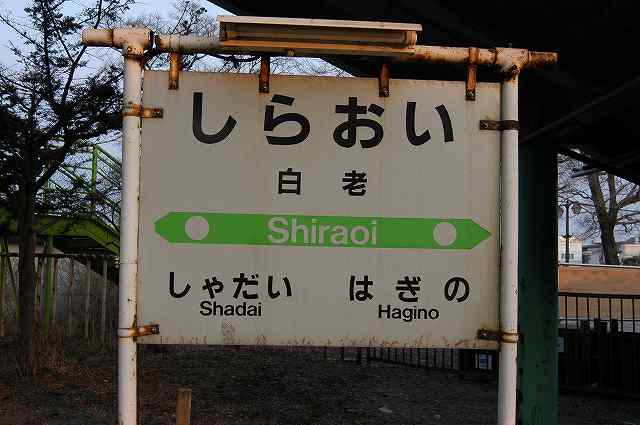 しらおい
白老
Shiraoi
しゃだい はぎの
Shadai Hagino